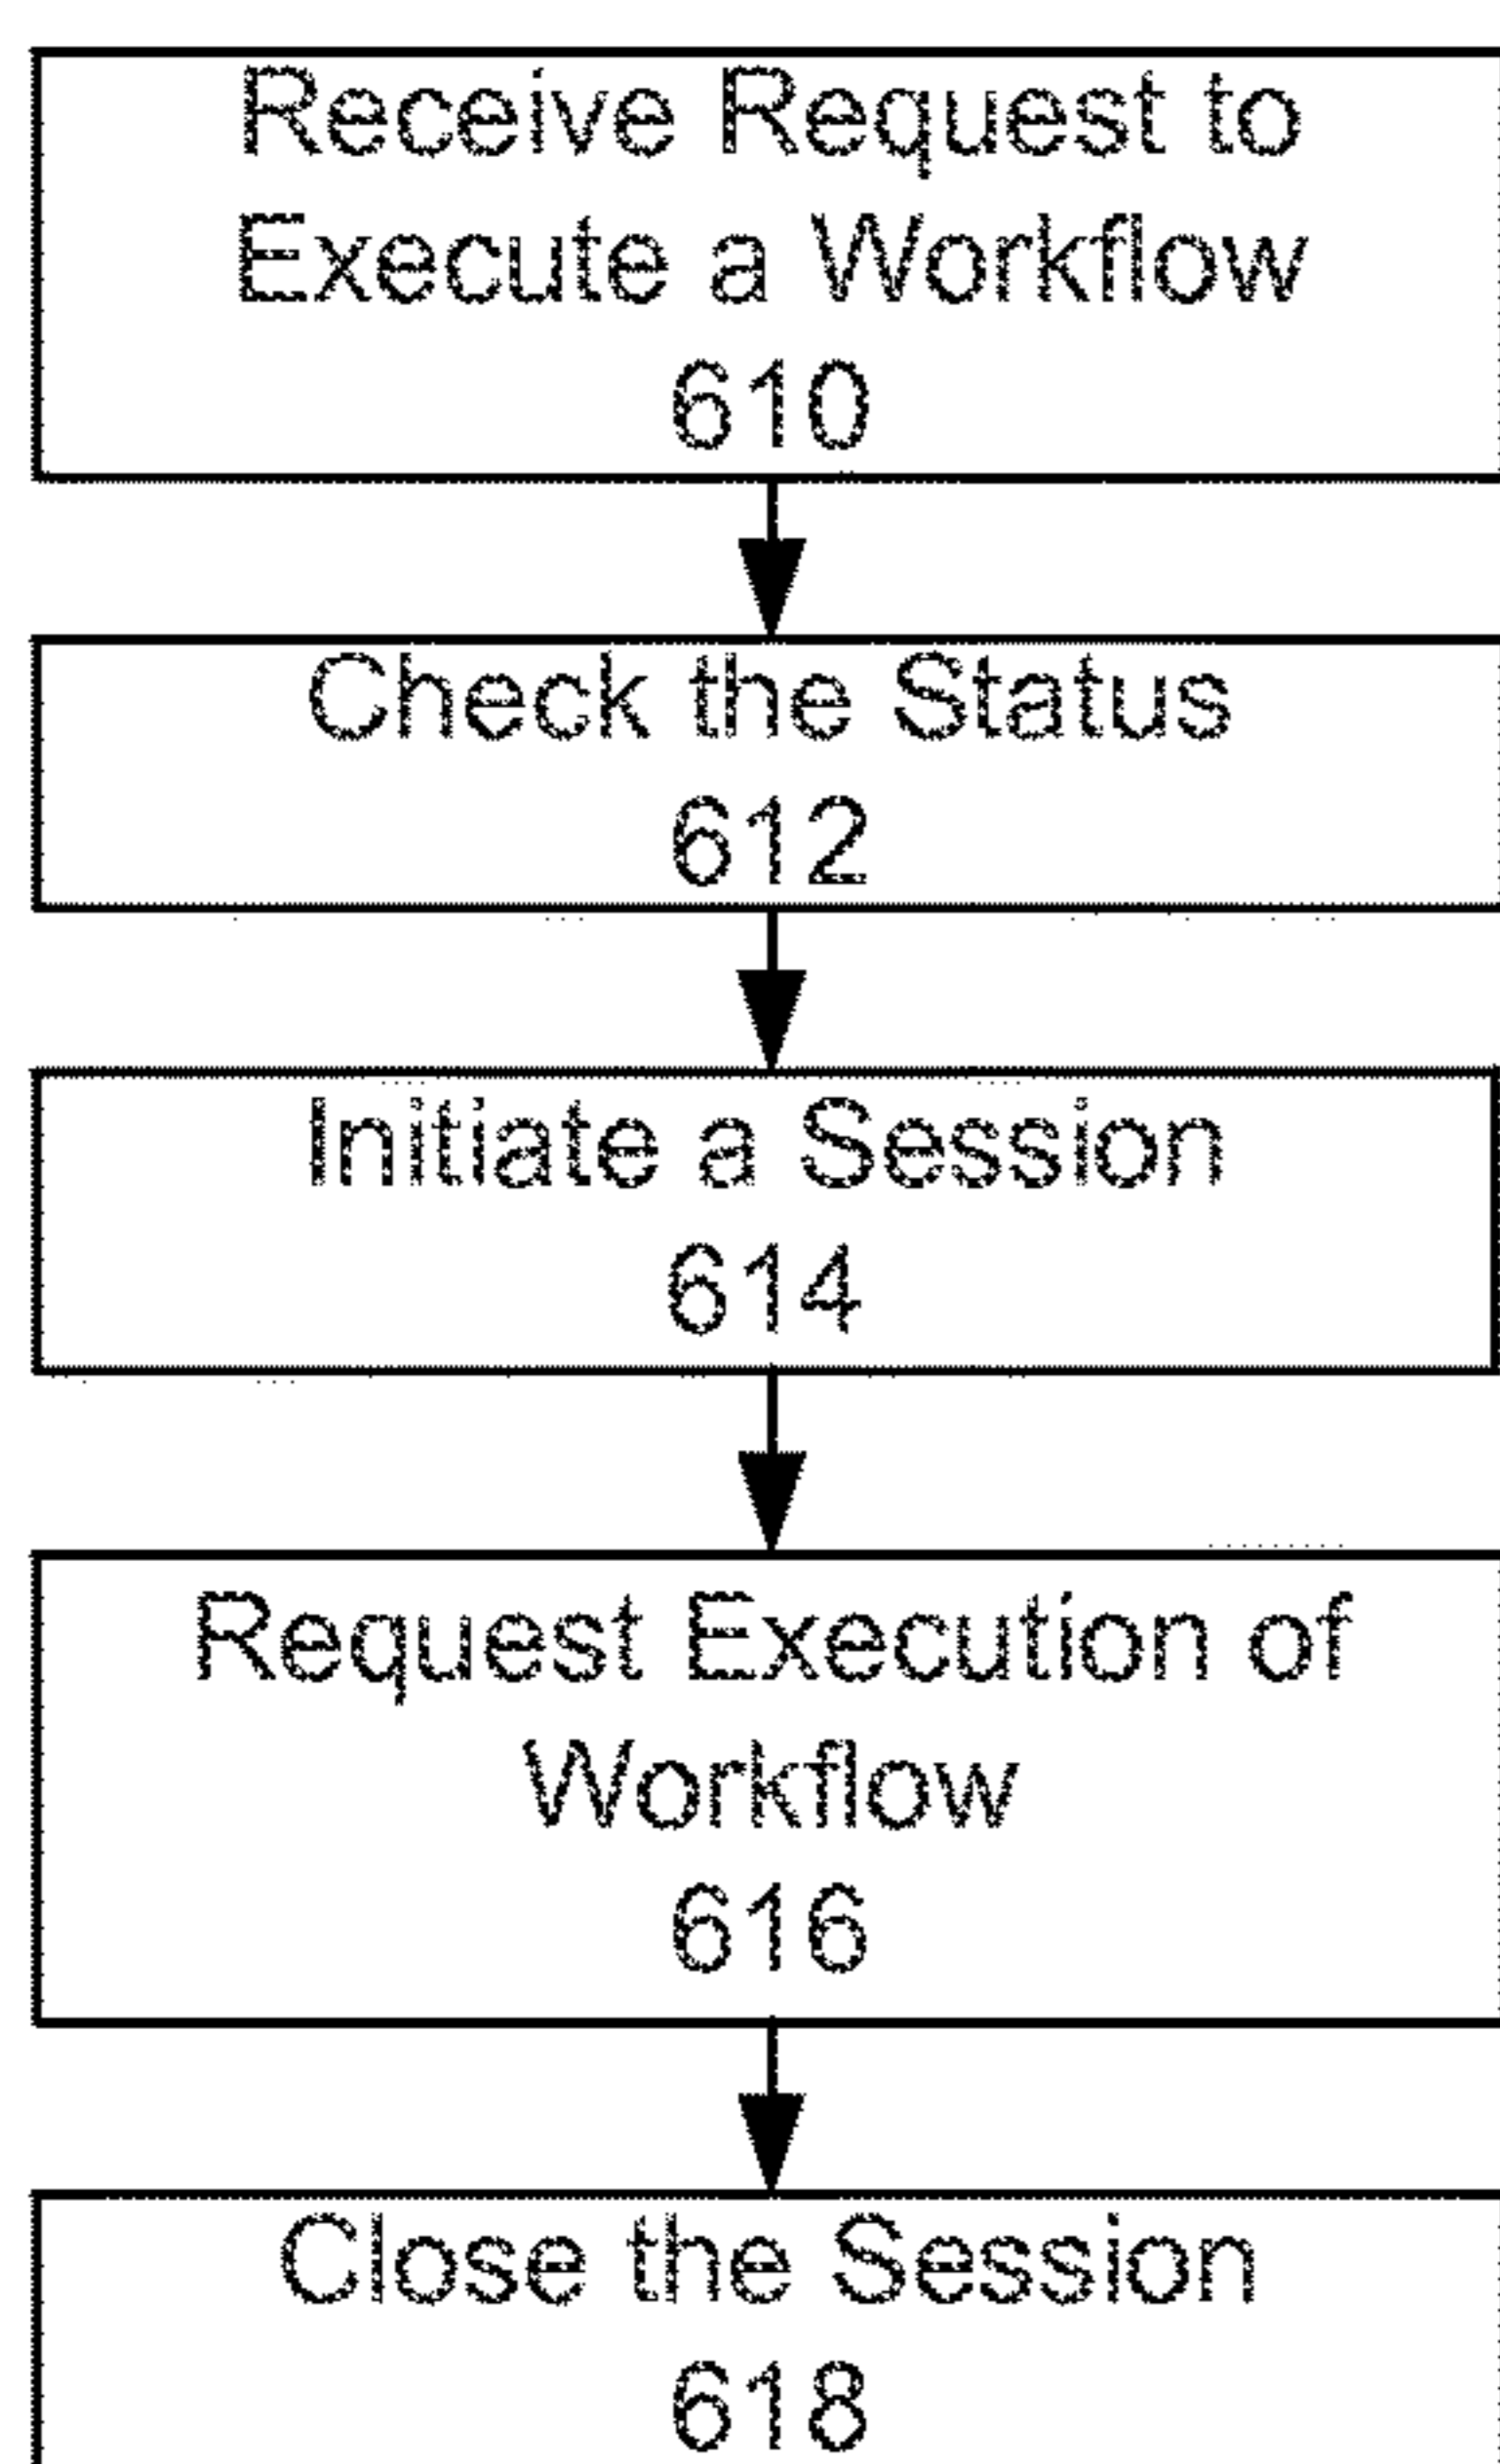 Receive Request to
Execute a Workflow
610
Check the Status
612
Initiate a Session
614
Request Execution of
Workflow
616
Close the Session
618